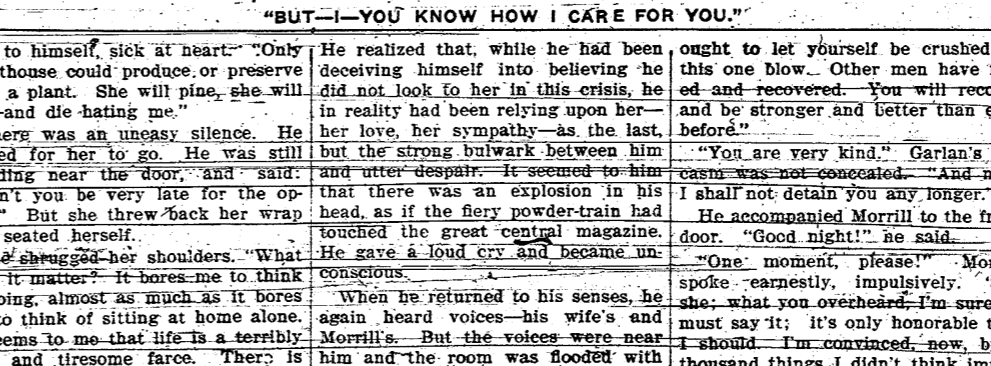 "BUT—I—YOU KNOW HOW I CARE FOR YOU."
to himself, sick at heart. "Only
thouse could produce or preserve
a plant. She will pine, she will
-and die hating me."
ere was an uneasy silence. He
ed for her to go. He was still
ding near the door, and said:
n't you be very late for the op-
" But she threw back her wrap
seated herself.
e shrugged her shoulders. "What
it matter? It bores me to think
oing, almost as much as it bores
to think of sitting at home alone.
eems to me that life is a terribly
and tiresome farce. There is
He realized that, while he had been
deceiving himself into believing he
did not look to her in this crisis, he
in reality had been relying upon her—
her love, her sympathy—as the last,
but the strong bulwark between him
and utter despair. It seemed to him
that there was an explosion in his
head, as if the fiery powder-train had
touched the great central magazine.
He gave a loud cry and became un-
conscious.
When he returned to his senses, he
again heard voices—his wife's and
Morrill's. But the voices were near
him and the room was flooded with
ought to let yourself be crushed
this one blow. Other men have
ed and recovered. You will reco
and be stronger and better than e
before."
"You are very kind." Garlan's
casm was not concealed. "And n
I shall not detain you any longer."
He accompanied Morrill to the fr
door. "Good night!" he said.
"One moment, please!" Mor
spoke earnestly, impulsively. "
she; what you overheard, I'm sure
must say it; it's only honorable t
I should. I'm convinced, now, b
thousand things I didn't think im